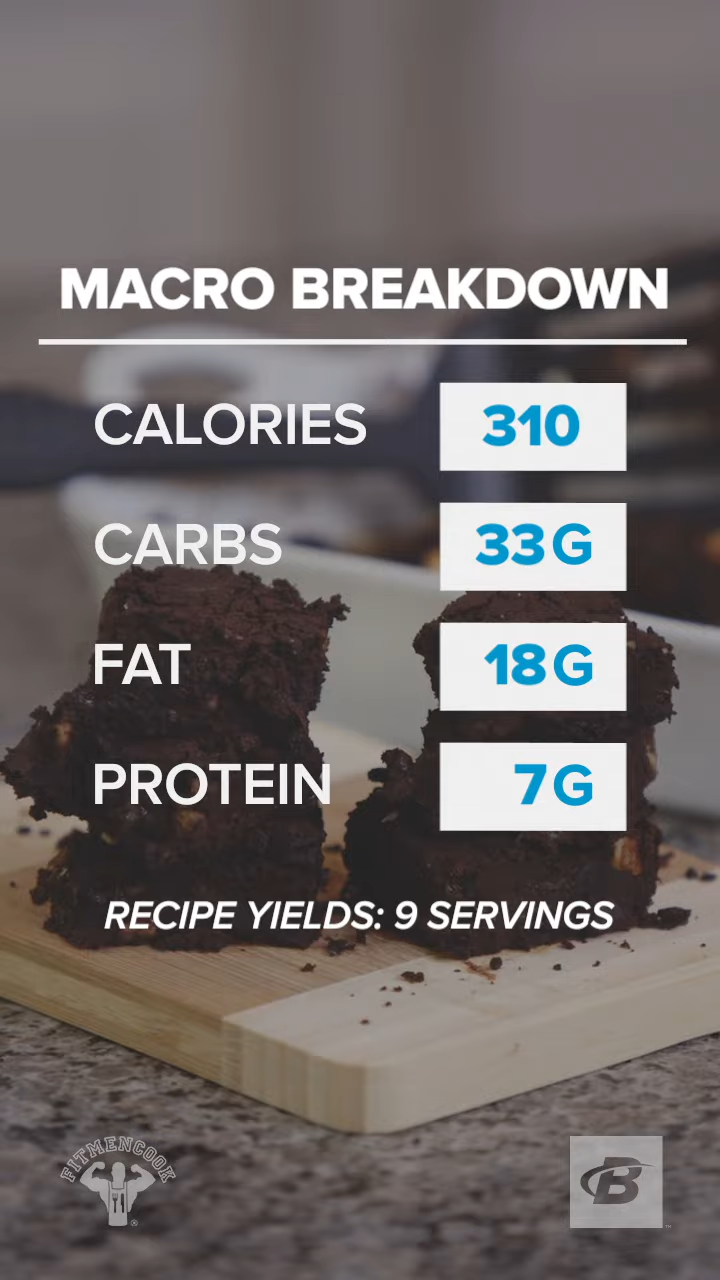 MACRO BREAKDOWN
CALORIES 310
CARBS 33G
FAT 18G
PROTEIN 7G
RECIPE YIELDS: 9 SERVINGS
FITMENCOOK
B